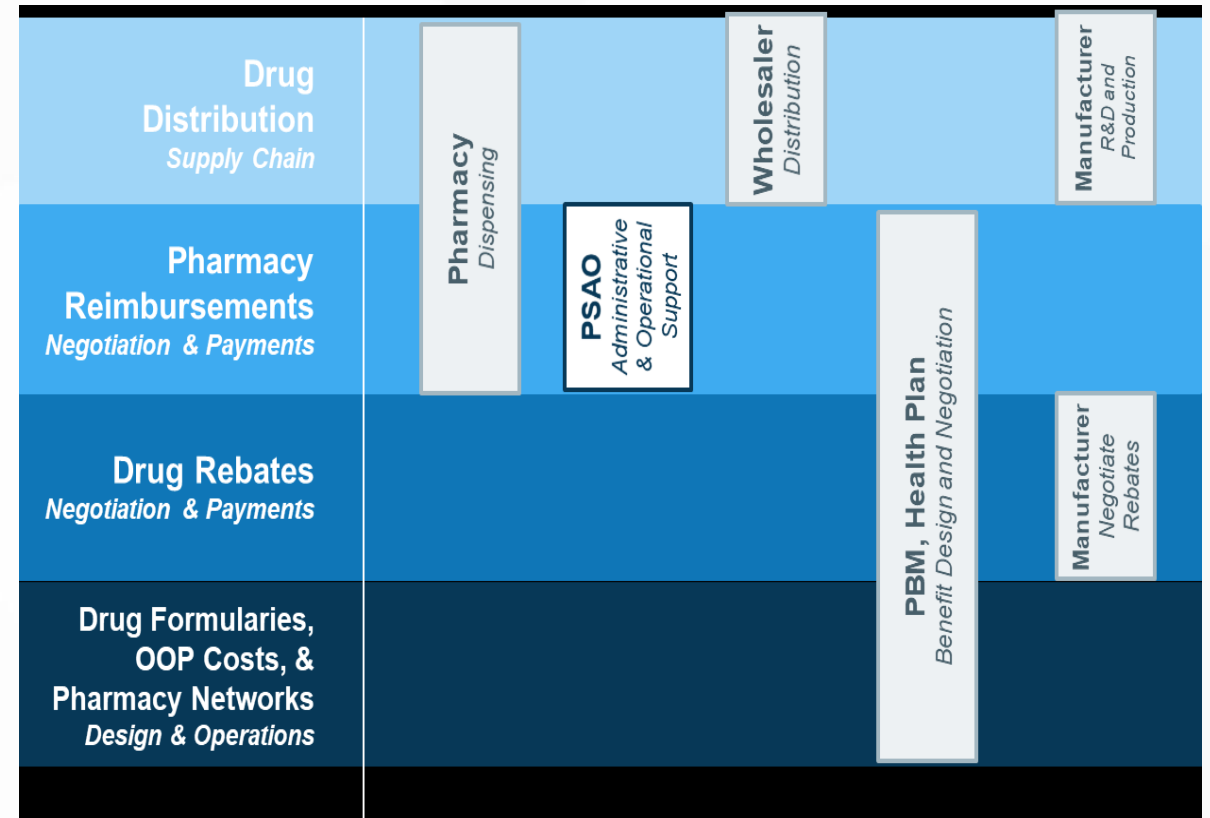 Drug
Distribution
Supply Chain
Pharmacy
Reimbursements
Negotiation & Payments
Drug Rebates
Negotiation & Payments
Drug Formularies,
OOP Costs, &
Pharmacy Networks
Design & Operations
Pharmacy
Dispensing
PSAO
Administrative
& Operational
Support
Wholesaler
Distribution
PBM, Health Plan
Benefit Design and Negotiation
Manufacturer
R&D and
Production
Manufacturer
Negotiate
Rebates